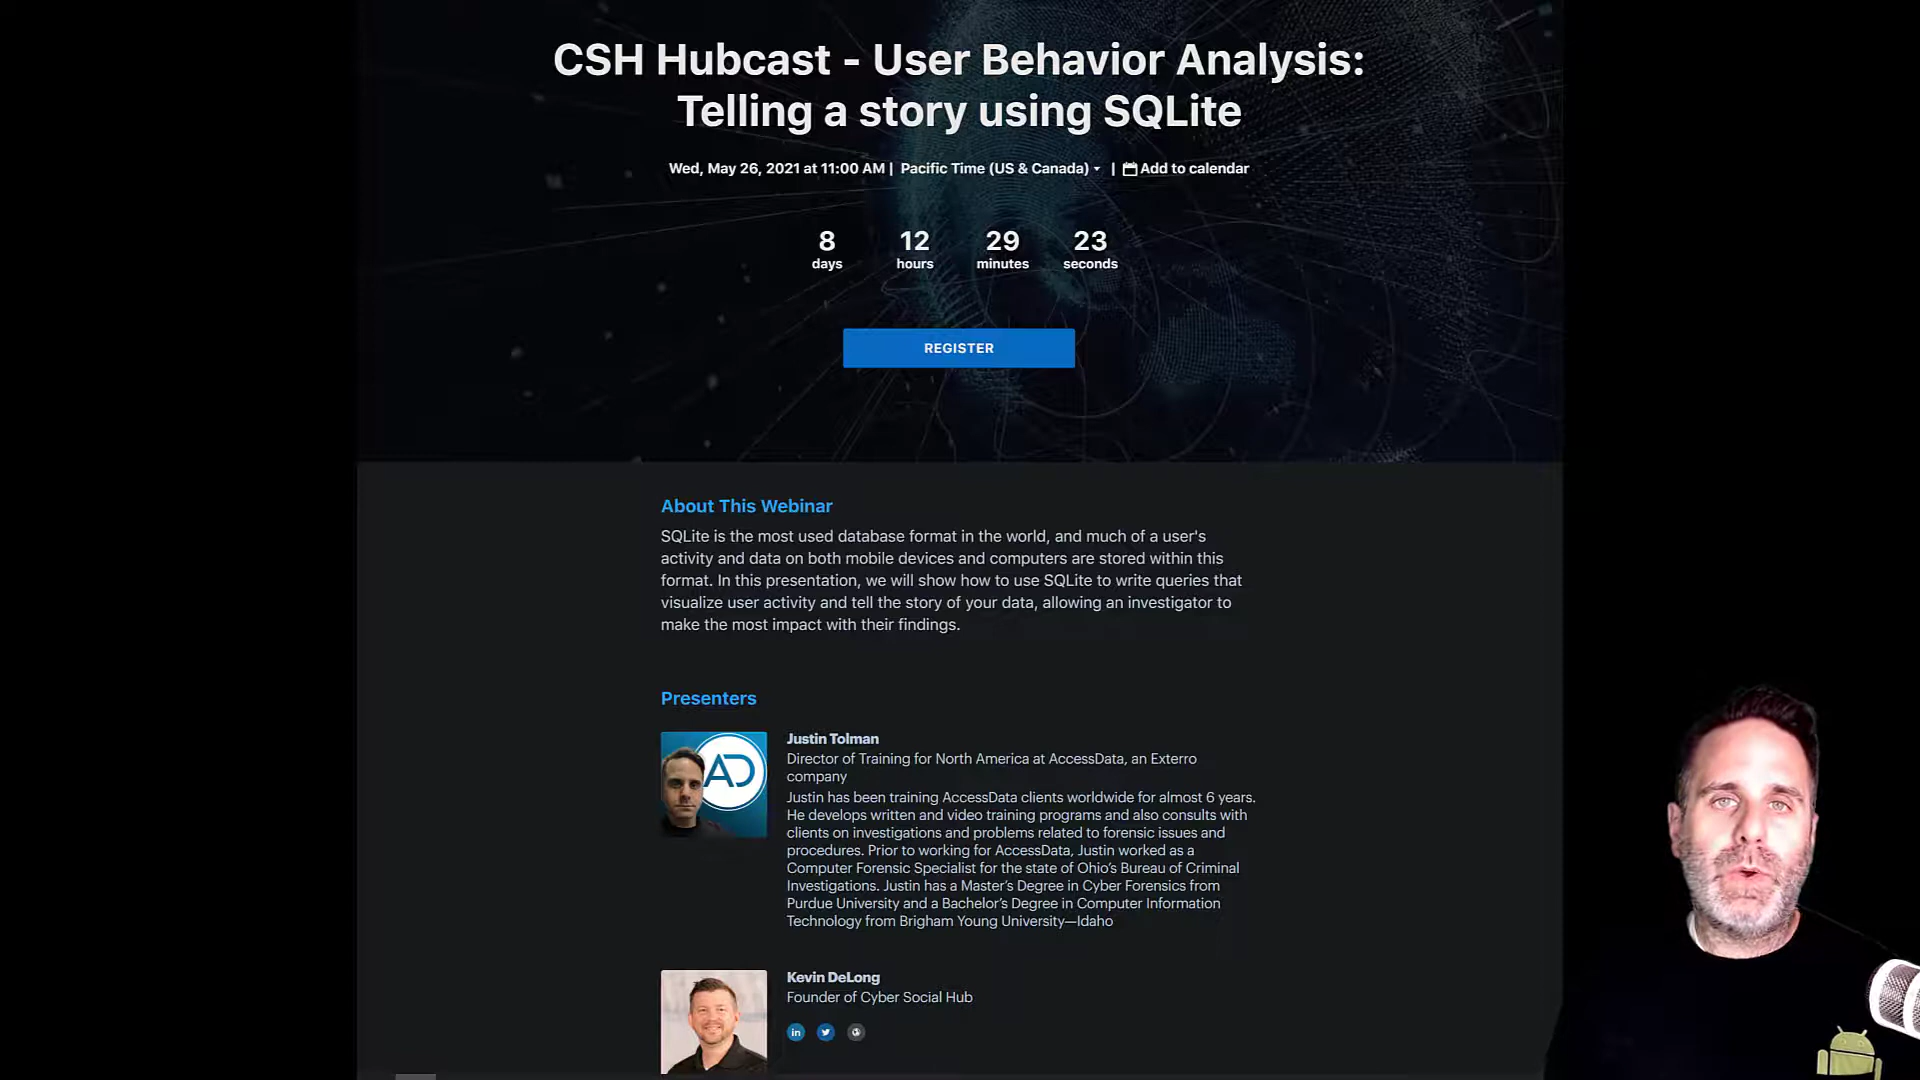 CSH Hubcast - User Behavior Analysis:
Telling a story using SQLite
Wed, May 26, 2021 at 11:00 AM | Pacific Time (US & Canada) | Add to calendar
8 12 29 23
days hours minutes seconds
REGISTER
About This Webinar
SQLite is the most used database format in the world, and much of a user's
activity and data on both mobile devices and computers are stored within this
format. In this presentation, we will show how to use SQLite to write queries that
visualize user activity and tell the story of your data, allowing an investigator to
make the most impact with their findings.
Presenters
AD
Justin Tolman
Director of Training for North America at AccessData, an Exterro
company
Justin has been training AccessData clients worldwide for almost 6 years.
He develops written and video training programs and also consults with
clients on investigations and problems related to forensic issues and
procedures. Prior to working for AccessData, Justin worked as a
Computer Forensic Specialist for the state of Ohio’s Bureau of Criminal
Investigations. Justin has a Master’s Degree in Cyber Forensics from
Purdue University and a Bachelor’s Degree in Computer Information
Technology from Brigham Young University—Idaho
Kevin DeLong
Founder of Cyber Social Hub
in